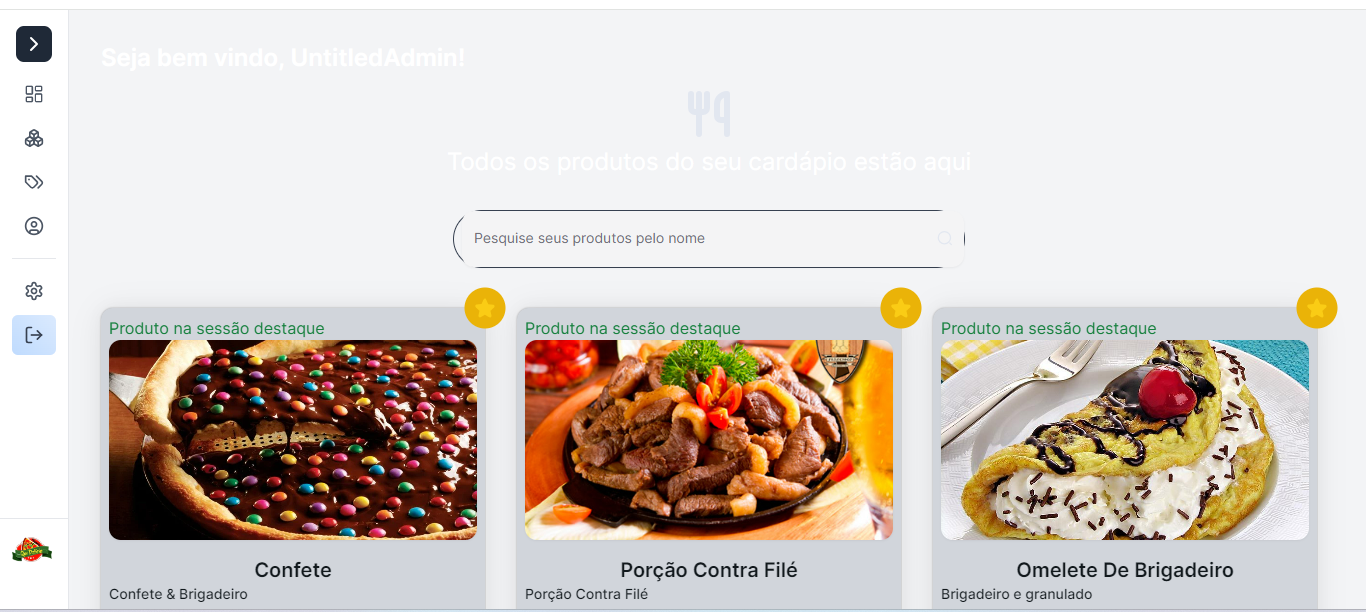 Seja bem vindo, UntitledAdmin!
Todos os produtos do seu cardápio estão aqui
Pesquise seus produtos pelo nome
Produto na sessão destaque
Confete
Confete & Brigadeiro
Produto na sessão destaque
Porção Contra Filé
Porção Contra Filé
Produto na sessão destaque
Omelete De Brigadeiro
Brigadeiro e granulado